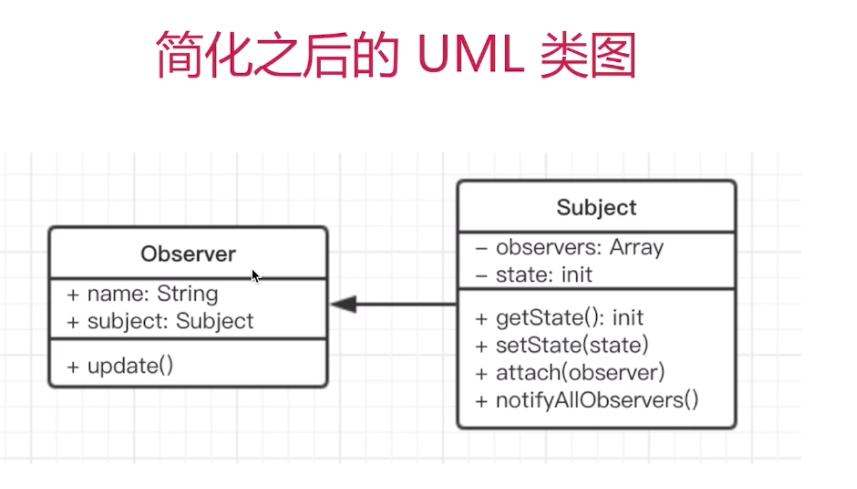 简化之后的 UML 类图
Observer
+ name: String
+ subject: Subject
+ update()
Subject
- observers: Array
- state: init
+ getState(): init
+ setState(state)
+ attach(observer)
+ notifyAllObservers()